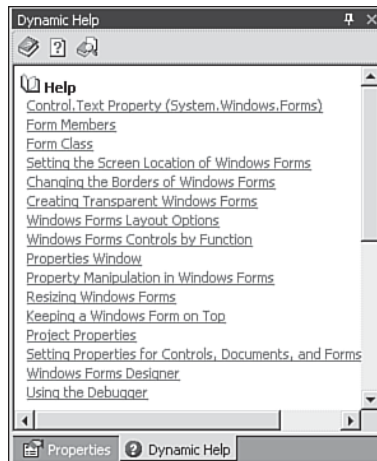 Dynamic Help
Help
Control.Text Property (System.Windows.Forms)
Form Members
Form Class
Setting the Screen Location of Windows Forms
Changing the Borders of Windows Forms
Creating Transparent Windows Forms
Windows Forms Layout Options
Windows Forms Controls by Function
Properties Window
Property Manipulation in Windows Forms
Resizing Windows Forms
Keeping a Windows Form on Top
Project Properties
Setting Properties for Controls, Documents, and Forms
Windows Forms Designer
Using the Debugger
Properties Dynamic Help